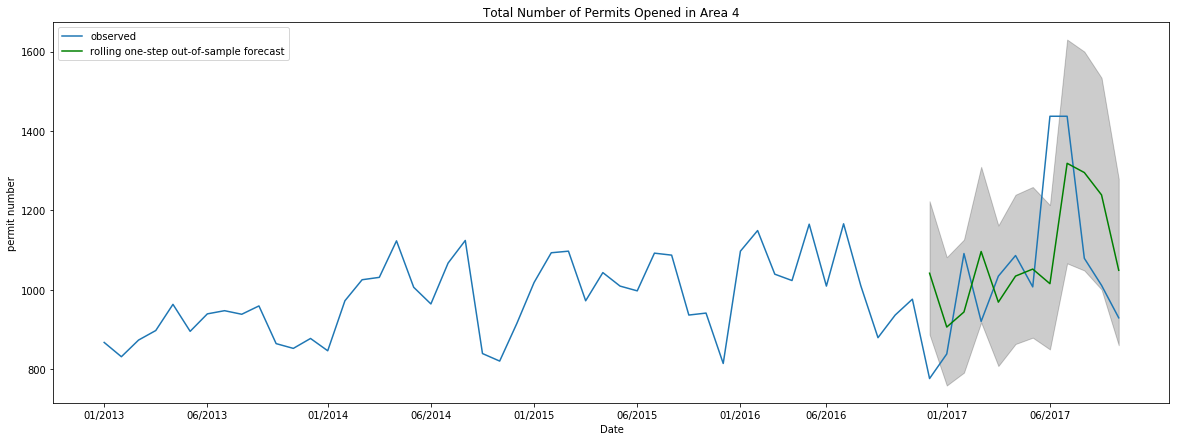 Total Number of Permits Opened in Area 4
observed
rolling one-step out-of-sample forecast
permit number
1600
1400
1200
1000
800
01/2013 06/2013 01/2014 06/2014 01/2015 06/2015 01/2016 06/2016 01/2017 06/2017
Date